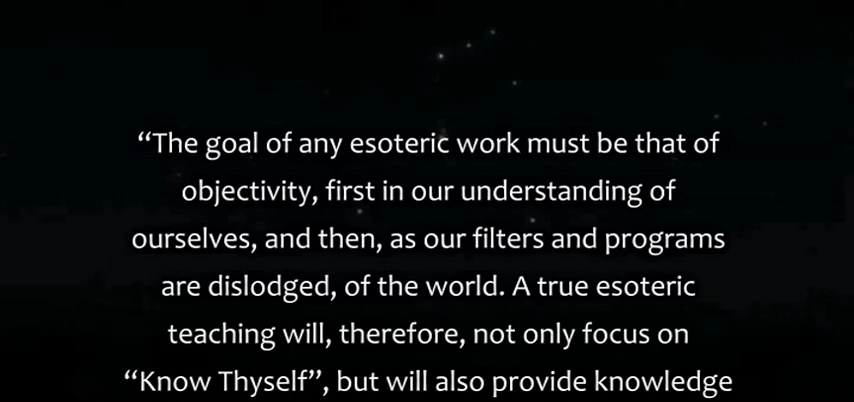 “The goal of any esoteric work must be that of
objectivity, first in our understanding of
ourselves, and then, as our filters and programs
are dislodged, of the world. A true esoteric
teaching will, therefore, not only focus on
“Know Thyself”, but will also provide knowledge